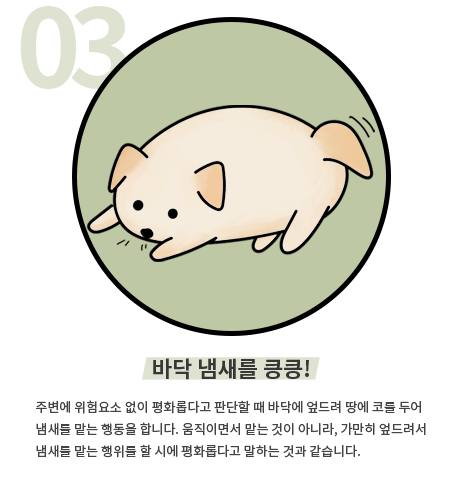 03
바닥 냄새를 킁킁!
주변에 위험요소 없이 평화롭다고 판단할 때 바닥에 엎드려 땅에 코를 두어
냄새를 맡는 행동을 합니다. 움직이면서 맡는 것이 아니라, 가만히 엎드려서
냄새를 맡는 행위를 할 시에 평화롭다고 말하는 것과 같습니다.